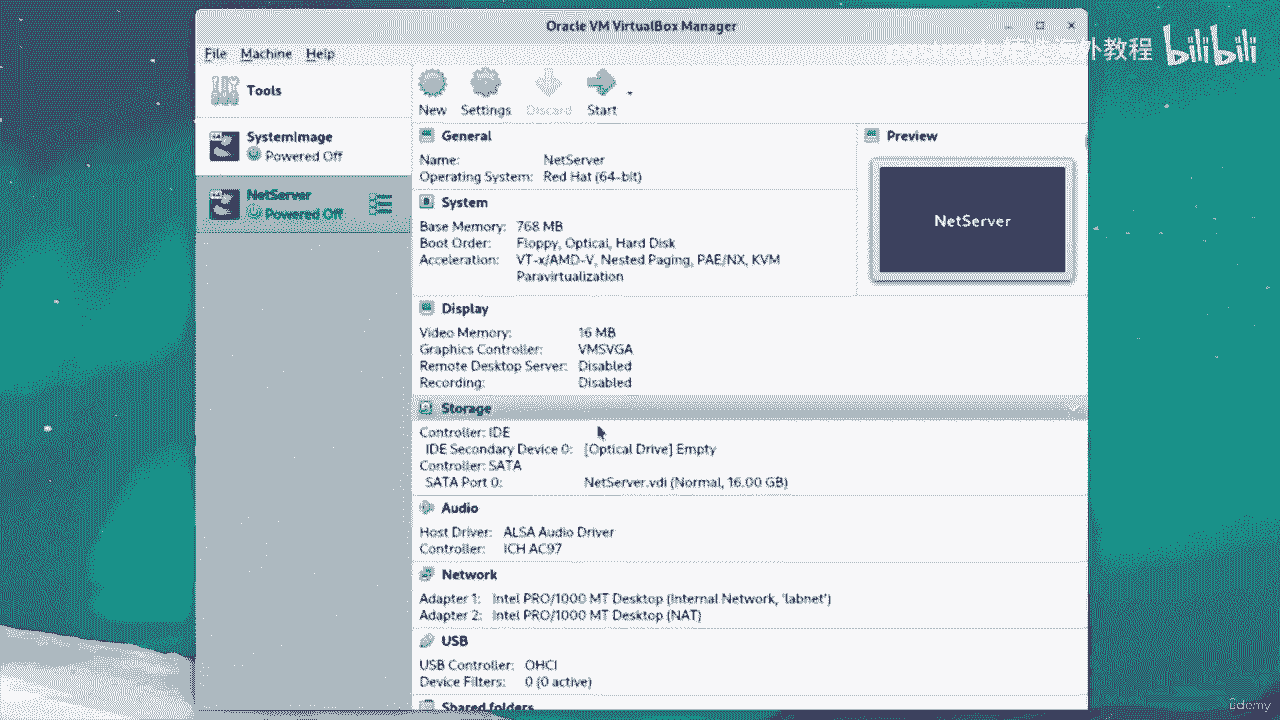 Oracle VM VirtualBox Manager
外教程 bilibili
File Machine Help
Tools
New Settings Discard Start
SystemImage
Powered Off
NetServer
Powered Off
General
Name: NetServer
Operating System: Red Hat (64-bit)
Preview
NetServer
System
Base Memory: 768 MB
Boot Order: Floppy, Optical, Hard Disk
Acceleration: VT-x/AMD-V, Nested Paging, PAE/NX, KVM
Paravirtualization
Display
Video Memory: 16 MB
Graphics Controller: VMSVGA
Remote Desktop Server: Disabled
Recording: Disabled
Storage
Controller: IDE
IDE Secondary Device 0: [Optical Drive] Empty
Controller: SATA
SATA Port 0: NetServer.vdi (Normal, 16.00 GB)
Audio
Host Driver: ALSA Audio Driver
Controller: ICH AC97
Network
Adapter 1: Intel PRO/1000 MT Desktop (Internal Network, 'labnet')
Adapter 2: Intel PRO/1000 MT Desktop (NAT)
USB
USB Controller: OHCI
Device Filters: 0 (0 active)
Shared folders
Udemy